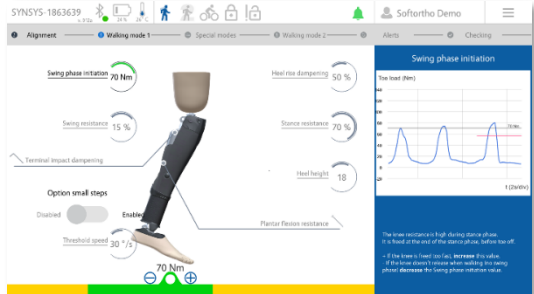 SYNSYS-1863639
Softortho Demo
Alignment
Walking mode 1
Special modes
Walking mode 2
Alerts
Checking
Swing phase initiation
70 Nm
Swing resistance
15 %
Terminal impact dampening
Option small steps
Disabled
Enable
Threshold speed
30 °/s
Heel rise dampening
50 %
Stance resistance
70 %
Heel height
18
Plantar flexion resistance
70 Nm
Swing phase initiation
Toe load (Nm)
t (2s/div)
The knee resistance is high during stance phase.
It is freed at the end of the stance phase, before toe off.
- If the knee is freed too fast, increase this value.
- If the knee doesn't release when walking (no swing
phase) decrease the Swing phase initiation value.